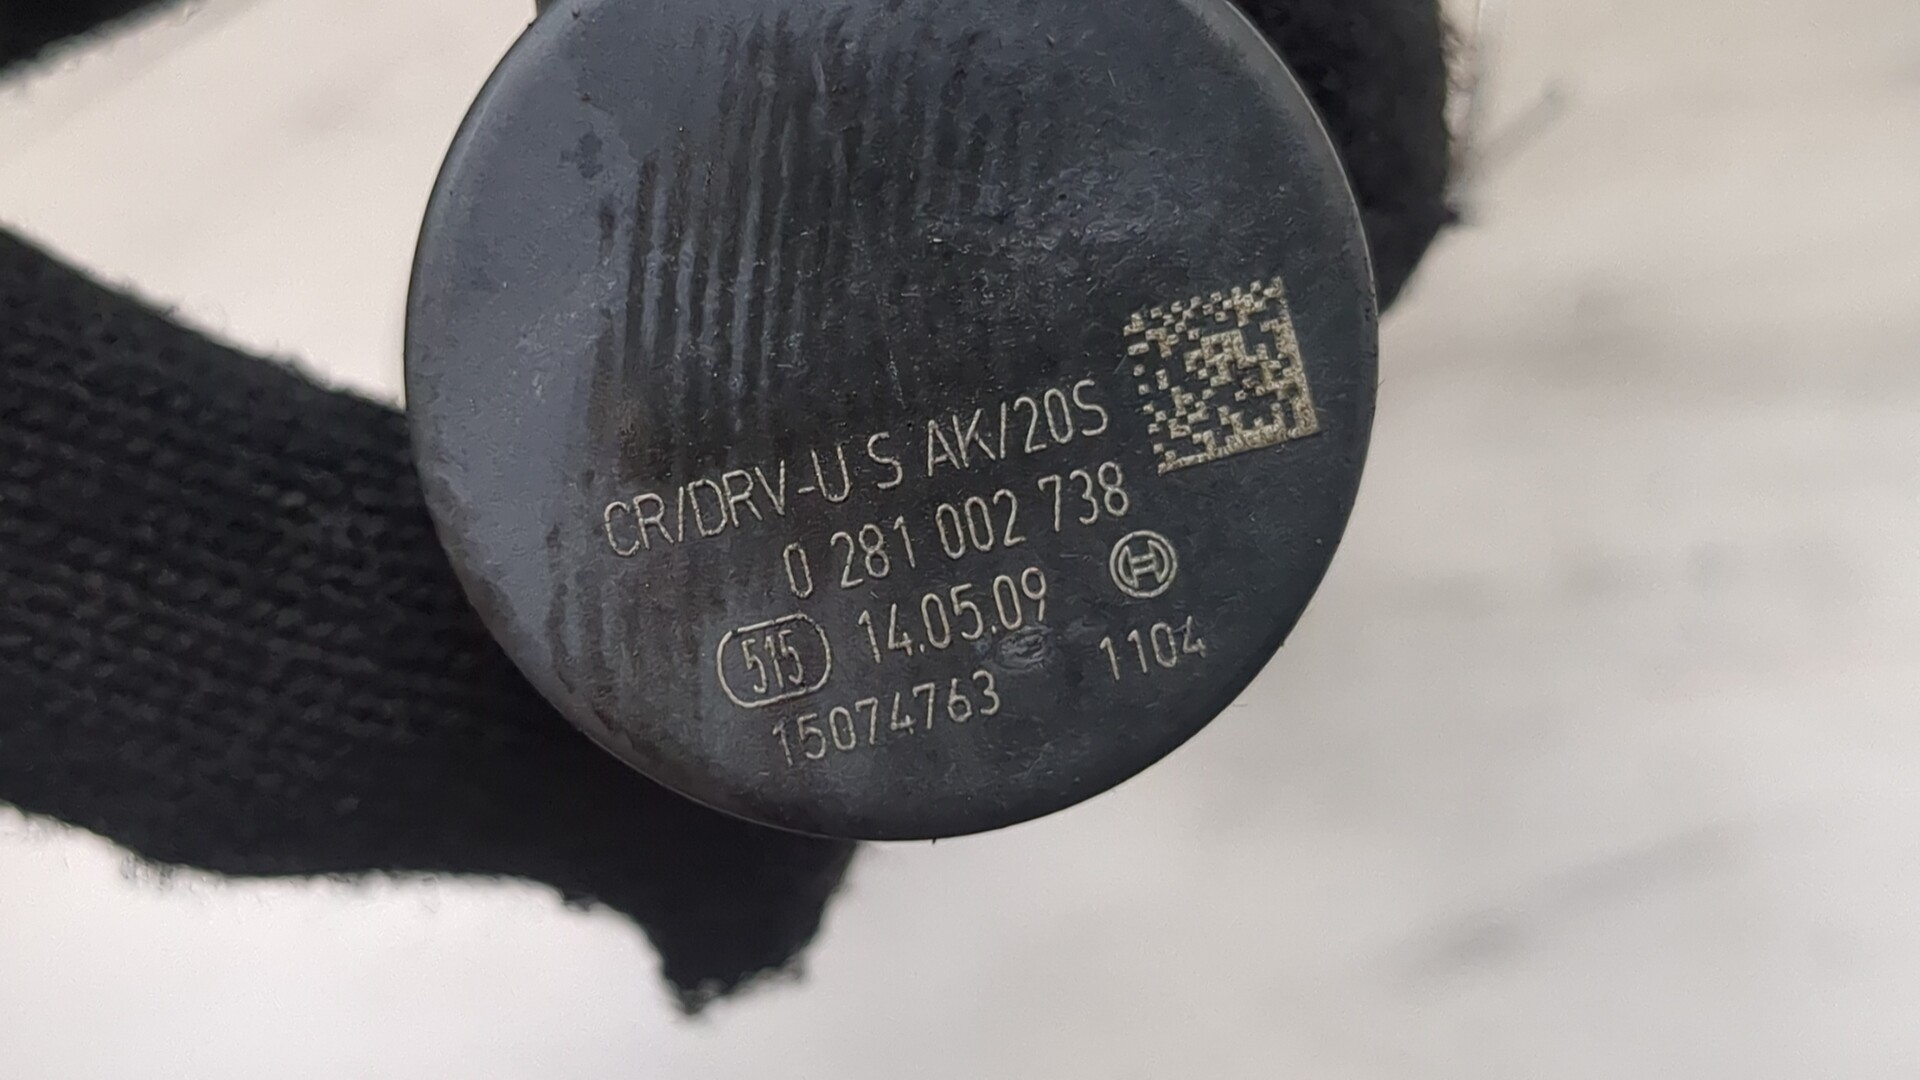 CR/DRV-U S AK/20S
0 281 002 738
515 14.05.09
15074763 1104